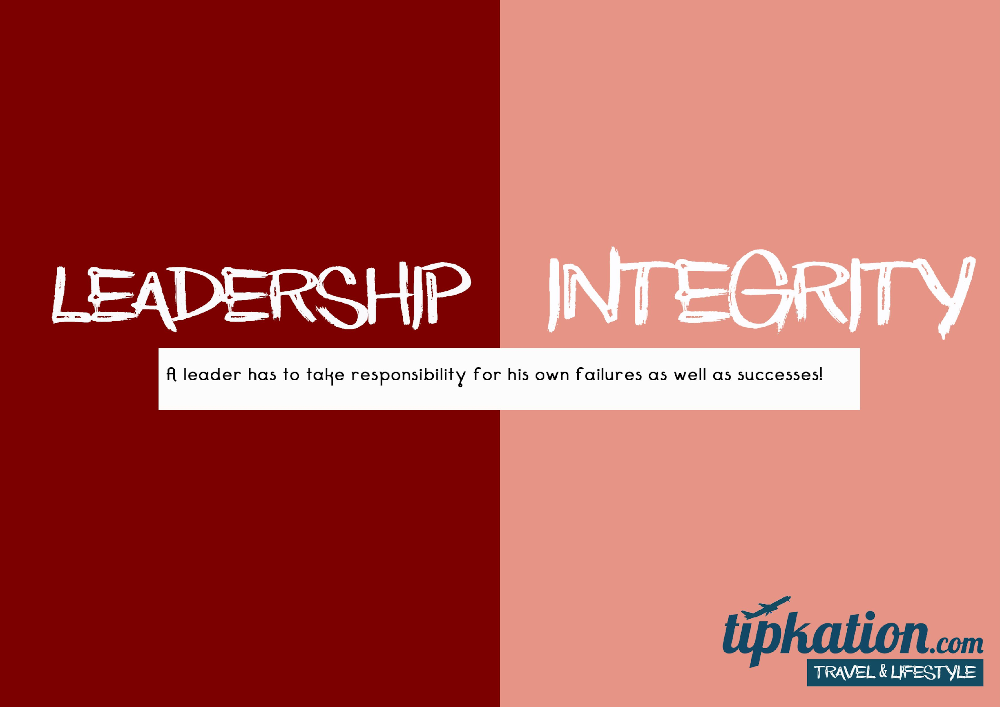 LEADERSHIP INTEGRITY
A leader has to take responsibility for his own failures as well as successes!
tipkation.com
TRAVEL & LIFESTYLE